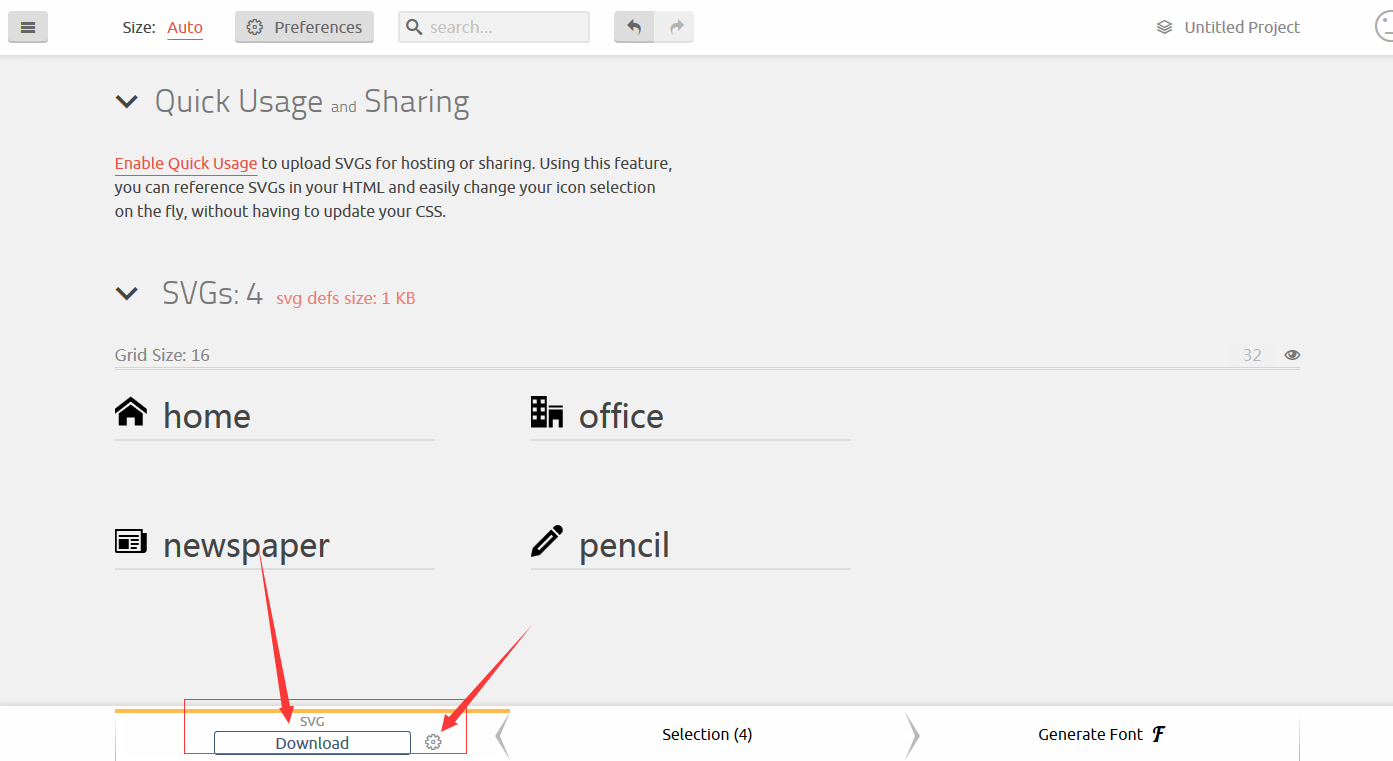 Size: Auto Preferences search... Untitled Project
Quick Usage and Sharing
Enable Quick Usage to upload SVGs for hosting or sharing. Using this feature,
you can reference SVGs in your HTML and easily change your icon selection
on the fly, without having to update your CSS.
SVGs: 4 svg defs size: 1 KB
Grid Size: 16 32
home office
newspaper pencil
SVG
Download Selection (4) Generate Font